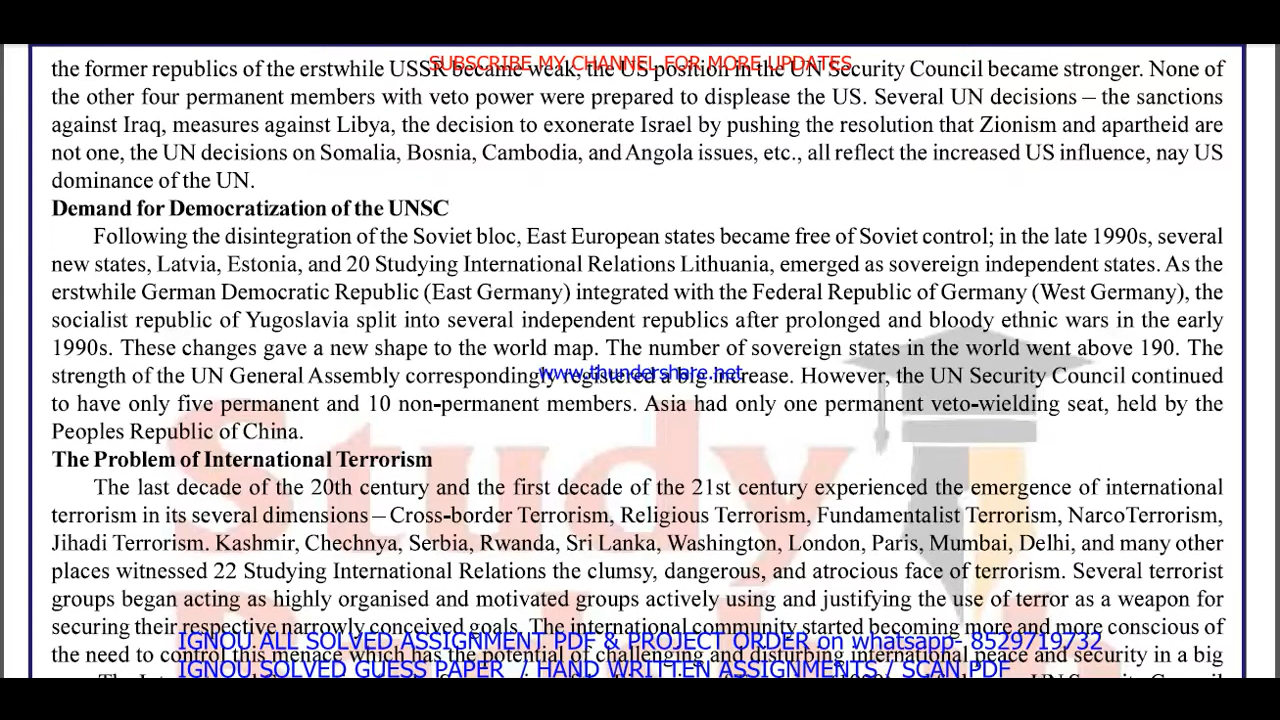 SUBSCRIBE MY CHANNEL FOR MORE UPDATES
the former republics of the erstwhile USSR became weak, the US position in the UN Security Council became stronger. None of
the other four permanent members with veto power were prepared to displease the US. Several UN decisions – the sanctions
against Iraq, measures against Libya, the decision to exonerate Israel by pushing the resolution that Zionism and apartheid are
not one, the UN decisions on Somalia, Bosnia, Cambodia, and Angola issues, etc., all reflect the increased US influence, nay US
dominance of the UN.
Demand for Democratization of the UNSC
Following the disintegration of the Soviet bloc, East European states became free of Soviet control; in the late 1990s, several
new states, Latvia, Estonia, and 20 Studying International Relations Lithuania, emerged as sovereign independent states. As the
erstwhile German Democratic Republic (East Germany) integrated with the Federal Republic of Germany (West Germany), the
socialist republic of Yugoslavia split into several independent republics after prolonged and bloody ethnic wars in the early
1990s. These changes gave a new shape to the world map. The number of sovereign states in the world went above 190. The
www.thundershare.net
strength of the UN General Assembly correspondingly registered a big increase. However, the UN Security Council continued
to have only five permanent and 10 non-permanent members. Asia had only one permanent veto-wielding seat, held by the
Peoples Republic of China.
The Problem of International Terrorism
The last decade of the 20th century and the first decade of the 21st century experienced the emergence of international
terrorism in its several dimensions – Cross-border Terrorism, Religious Terrorism, Fundamentalist Terrorism, NarcoTerrorism,
Jihadi Terrorism. Kashmir, Chechnya, Serbia, Rwanda, Sri Lanka, Washington, London, Paris, Mumbai, Delhi, and many other
places witnessed 22 Studying International Relations the clumsy, dangerous, and atrocious face of terrorism. Several terrorist
groups began acting as highly organised and motivated groups actively using and justifying the use of terror as a weapon for
securing their respective narrowly conceived goals. The international community started becoming more and more conscious of
IGNOU ALL SOLVED ASSIGNMENT PDF & PROJECT ORDER on whatsapp- 8529719732
the need to control this menace which has the potential of challenging and disturbing international peace and security in a big
IGNOU SOLVED GUESS PAPER / HAND WRITTEN ASSIGNMENTS / SCAN PDF
Study